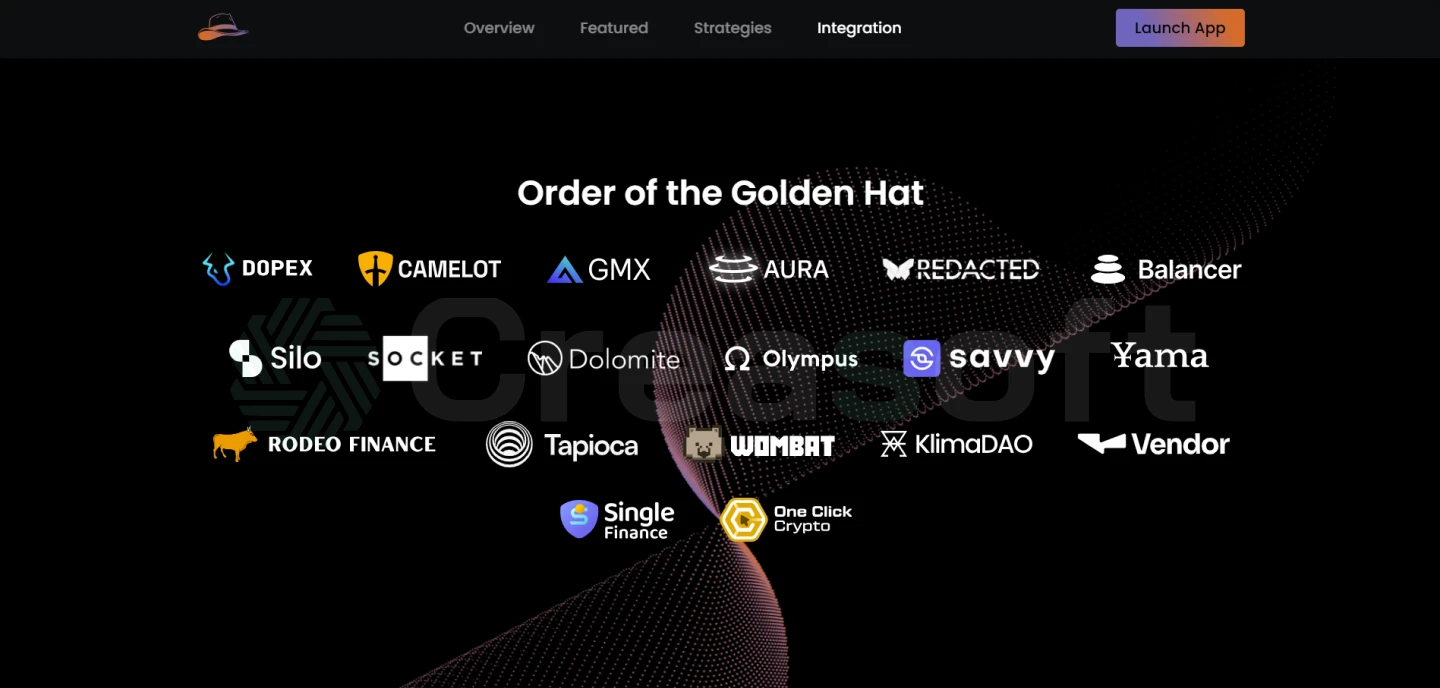 Overview Featured Strategies Integration Launch App
Order of the Golden Hat
DOPEX CAMELOT GMX AURA REDACTED Balancer
Creasoft
Silo SOCKET Dolomite Olympus savvy Yama
RODEO FINANCE Tapioca WOMBAT KlimaDAO Vendor
Single Finance
One Click Crypto